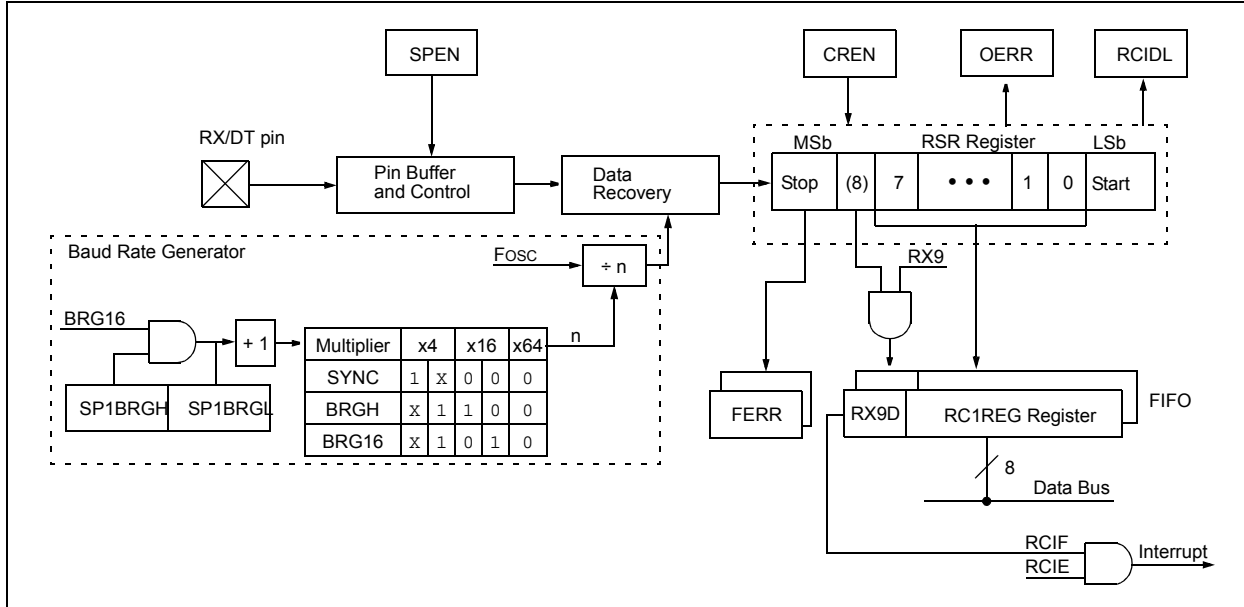 SPEN
CREN
OERR
RCIDL
RX/DT pin
Pin Buffer
and Control
Data
Recovery
MSb
RSR Register
LSb
Stop
(8)
7
• • •
1
0
Start
Baud Rate Generator
FOSC
÷ n
RX9
BRG16
+ 1
n
SP1BRGH
SP1BRGL
Multiplier x4 x16 x64
SYNC 1 X 0 0 0
BRGH X 1 1 0 0
BRG16 X 1 0 1 0
FERR
RX9D
RC1REG Register
FIFO
8
Data Bus
RCIF
RCIE
Interrupt